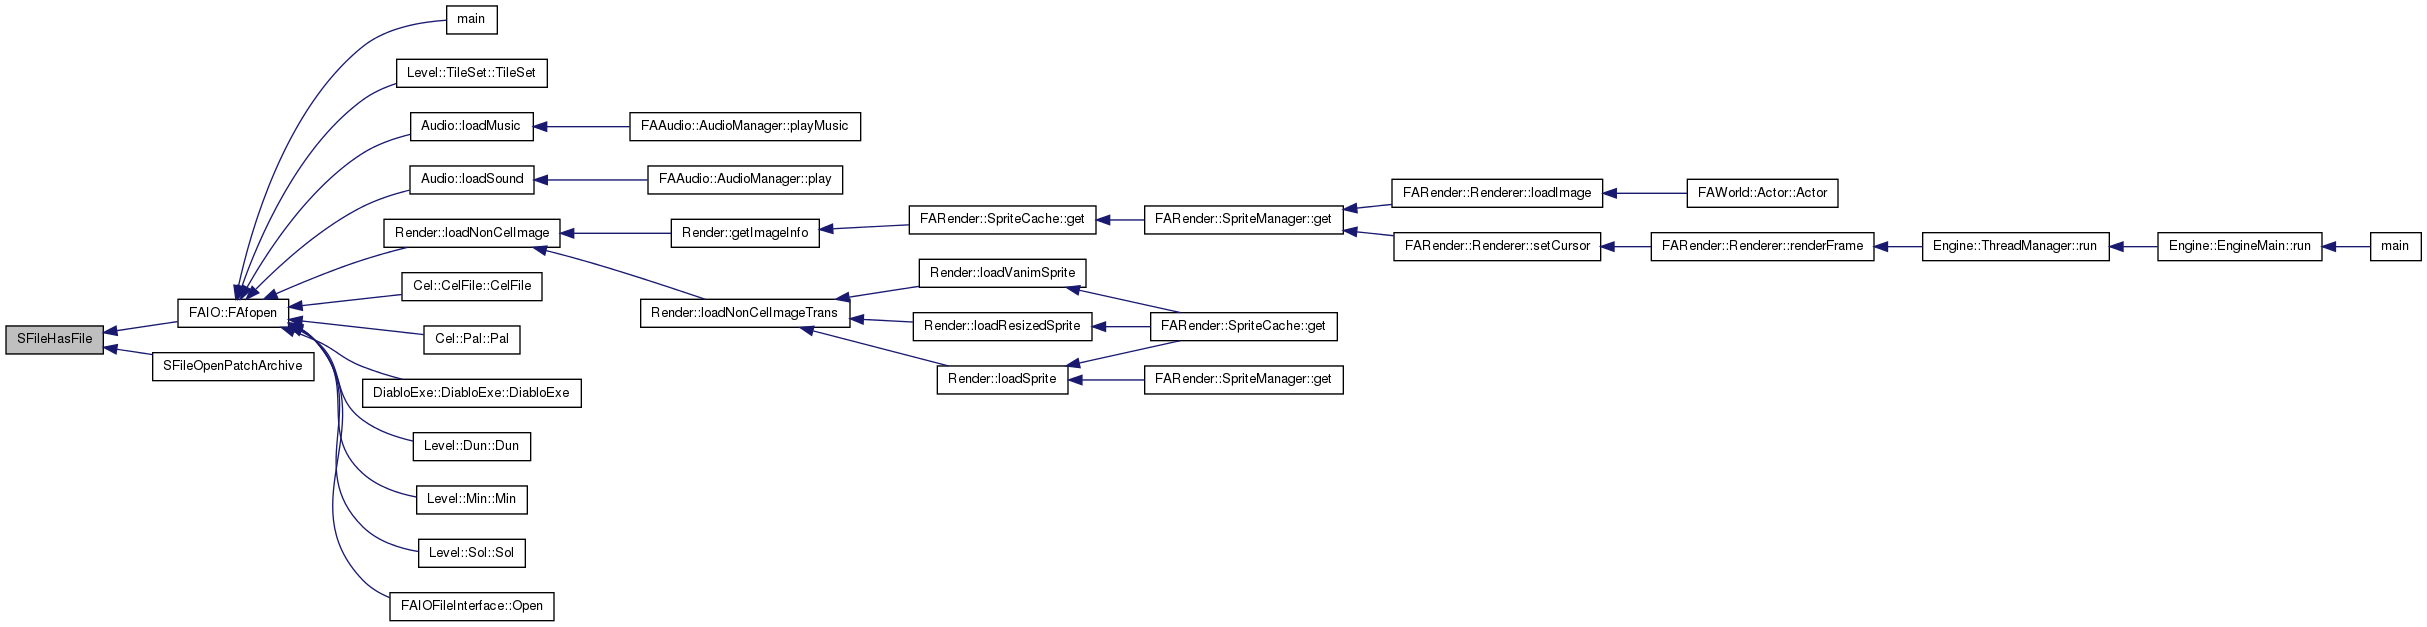 main
Level::TileSet::TileSet
Audio::loadMusic
FAAudio::AudioManager::playMusic
Audio::loadSound
FAAudio::AudioManager::play
FARender::Renderer::loadImage
FAWorld::Actor::Actor
Render::loadNonCelImage
Render::getImageInfo
FARender::SpriteCache::get
FARender::SpriteManager::get
FARender::Renderer::setCursor
FARender::Renderer::renderFrame
Engine::ThreadManager::run
Engine::EngineMain::run
main
Cel::CelFile::CelFile
Render::loadVanimSprite
FAIO::FAfopen
Render::loadNonCelImageTrans
Render::loadResizedSprite
FARender::SpriteCache::get
SFileHasFile
Cel::Pal::Pal
SFileOpenPatchArchive
Render::loadSprite
FARender::SpriteManager::get
DiabloExe::DiabloExe::DiabloExe
Level::Dun::Dun
Level::Min::Min
Level::Sol::Sol
FAIOFileInterface::Open